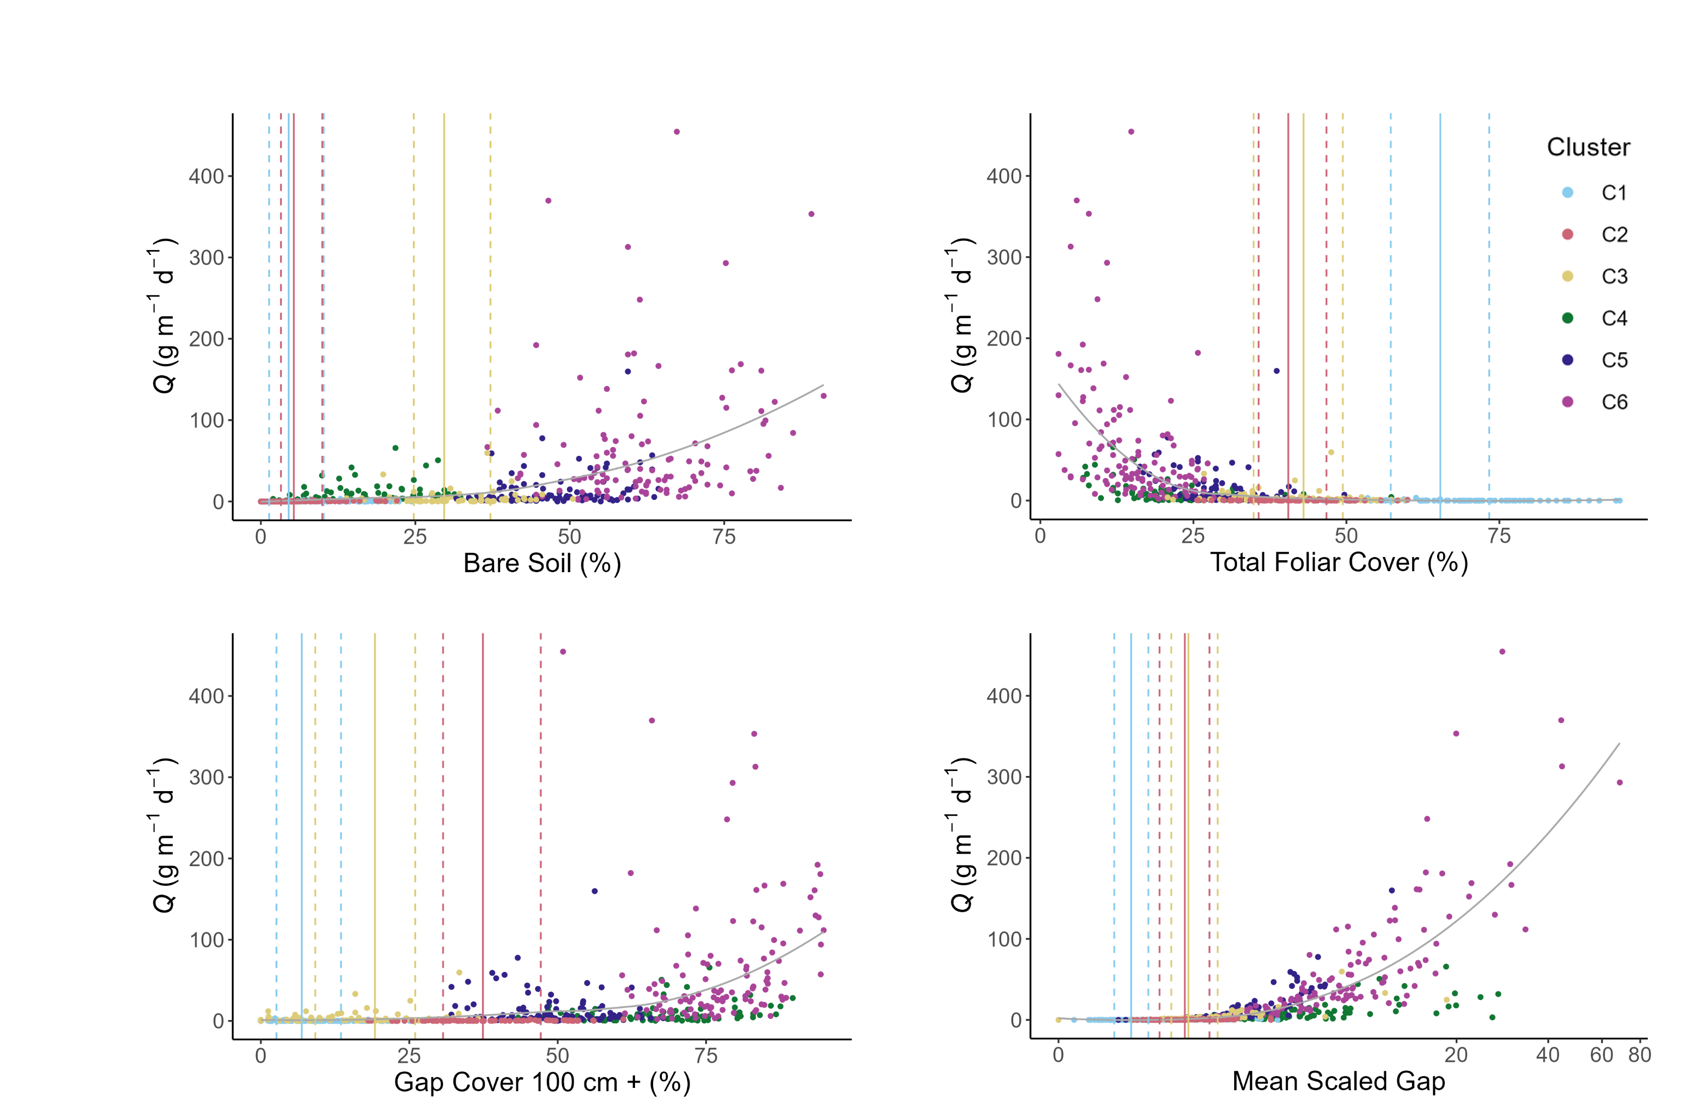 400
300
200
100
0
Q (g m⁻¹ d⁻¹)
0 25 50 75
Bare Soil (%)
400
300
200
100
0
Q (g m⁻¹ d⁻¹)
0 25 50 75
Total Foliar Cover (%)
Cluster
C1
C2
C3
C4
C5
C6
400
300
200
100
0
Q (g m⁻¹ d⁻¹)
0 25 50 75
Gap Cover 100 cm + (%)
400
300
200
100
0
Q (g m⁻¹ d⁻¹)
0 20 40 60 80
Mean Scaled Gap